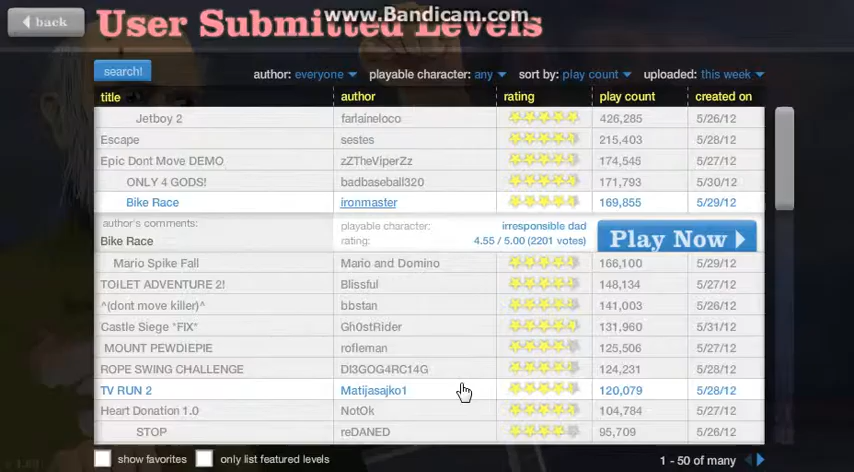 www.Bandicam.com
back
User Submitted Levels
search!
author: everyone playable character: any sort by: play count uploaded: this week
title author rating play count created on
Jetboy 2 farlaineloco 426,285 5/26/12
Escape sestes 215,403 5/28/12
Epic Dont Move DEMO zZTheViperZz 174,545 5/27/12
ONLY 4 GODS! badbaseball320 171,793 5/30/12
Bike Race ironmaster 169,855 5/29/12
author's comments: playable character: irresponsible dad
Bike Race rating: 4.55 / 5.00 (2201 votes)
Play Now
Mario Spike Fall Mario and Domino 166,100 5/29/12
TOILET ADVENTURE 2! Blissful 148,134 5/27/12
^(dont move killer)^ bbstan 141,003 5/26/12
Castle Siege *FIX* Gh0stRider 131,960 5/31/12
MOUNT PEWDIEPIE rofleman 125,506 5/27/12
ROPE SWING CHALLENGE DI3GOG4RC14G 124,231 5/28/12
TV RUN 2 Matijasajko1 120,079 5/28/12
Heart Donation 1.0 NotOk 104,784 5/27/12
STOP reDANED 95,709 5/26/12
show favorites only list featured levels 1 - 50 of many